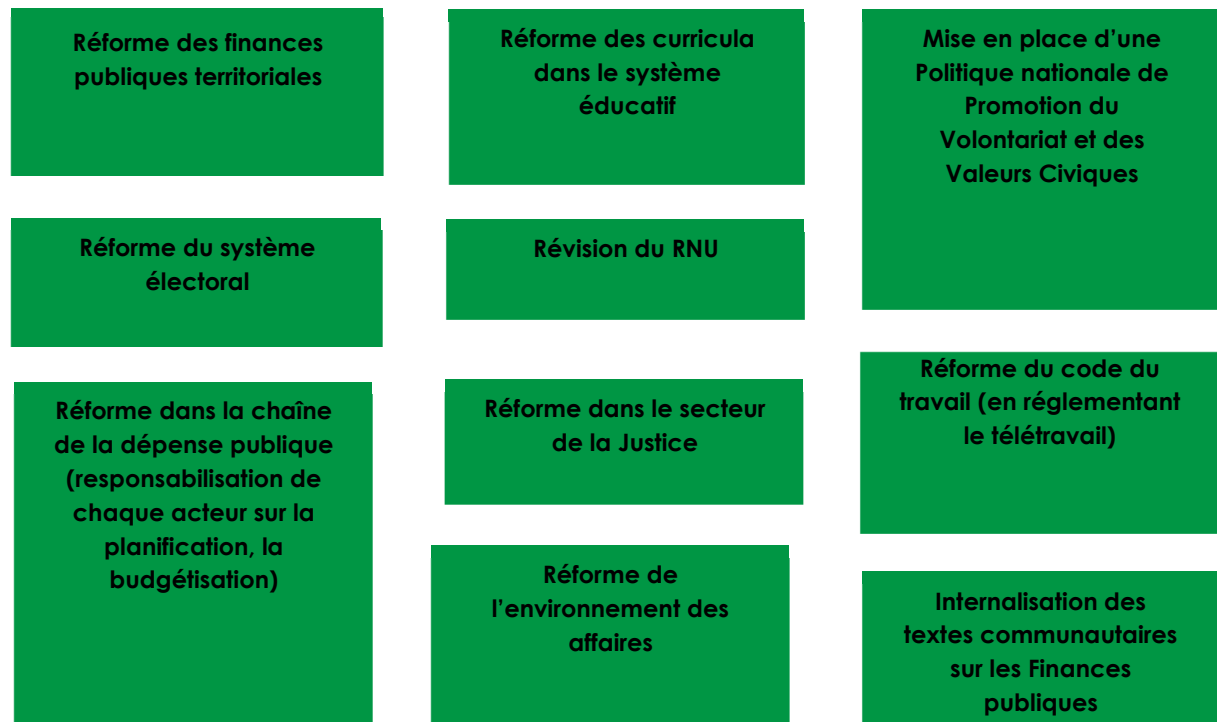 Réforme des finances
publiques territoriales
Réforme des curricula
dans le système
éducatif
Mise en place d’une
Politique nationale de
Promotion du
Volontariat et des
Valeurs Civiques
Réforme du système
électoral
Révision du RNU
Réforme dans la chaîne
de la dépense publique
(responsabilisation de
chaque acteur sur la
planification, la
budgétisation)
Réforme dans le secteur
de la Justice
Réforme du code du
travail (en réglementant
le télétravail)
Réforme de
l’environnement des
affaires
Internalisation des
textes communautaires
sur les Finances
publiques